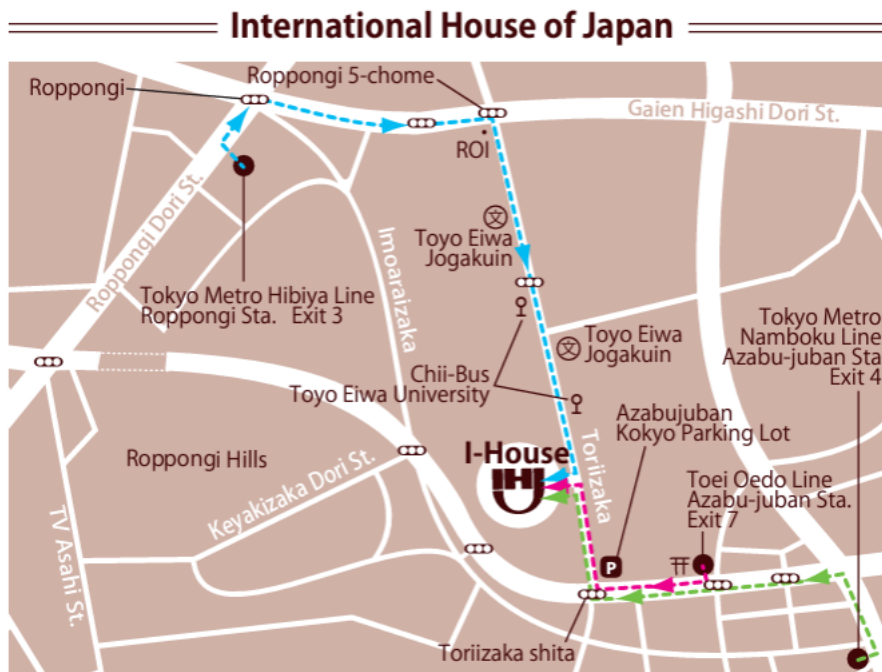 International House of Japan
Roppongi 5-chome
Roppongi
Gaien Higashi Dori St.
ROI
Roppongi Dori St.
文
Toyo Eiwa
Jogakuin
Imoaraizaka
Tokyo Metro Hibiya Line
Roppongi Sta. Exit 3
Tokyo Metro
Namboku Line
Azabu-juban Sta
Exit 4
文
Toyo Eiwa
Jogakuin
Chii-Bus
Toyo Eiwa University
Azabujuban
Kokyo Parking Lot
I-House
IHJ
Toriizaka
Roppongi Hills
Keyakizaka Dori St.
Toei Oedo Line
Azabu-juban Sta.
Exit 7
TV Asahi St.
P
Toriizaka shita